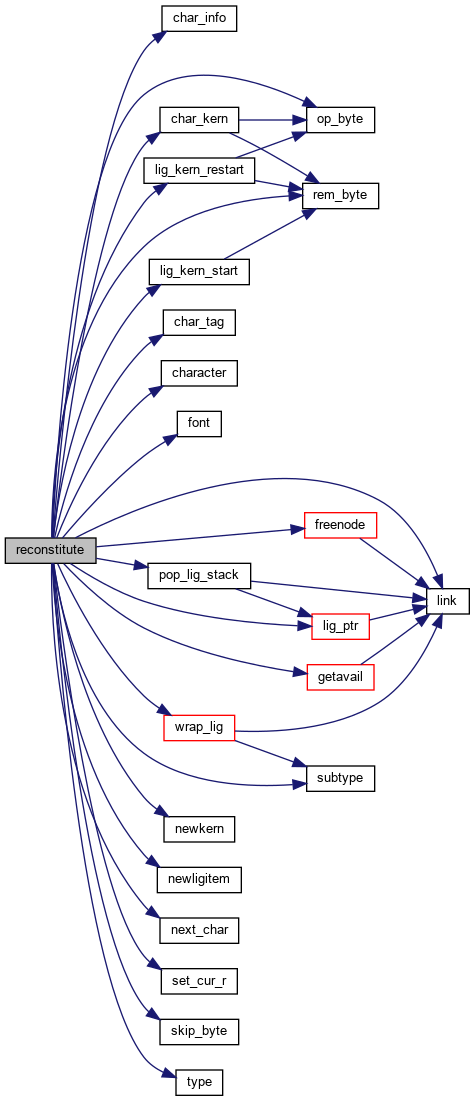 char_info
char_kern
op_byte
lig_kern_restart
rem_byte
lig_kern_start
char_tag
character
font
freenode
reconstitute
pop_lig_stack
link
lig_ptr
getavail
wrap_lig
subtype
newkern
newligitem
next_char
set_cur_r
skip_byte
type